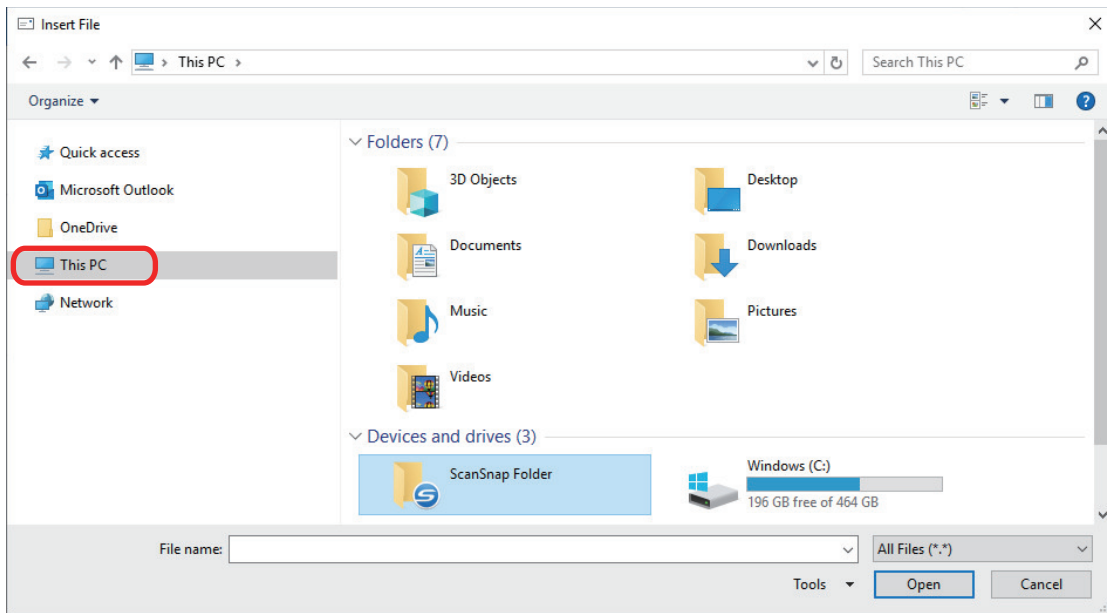 Insert File
This PC
Search This PC
Organize
Quick access
Microsoft Outlook
OneDrive
This PC
Network
Folders (7)
3D Objects
Desktop
Documents
Downloads
Music
Pictures
Videos
Devices and drives (3)
ScanSnap Folder
Windows (C:)
196 GB free of 464 GB
File name:
All Files (*.*)
Tools
Open
Cancel